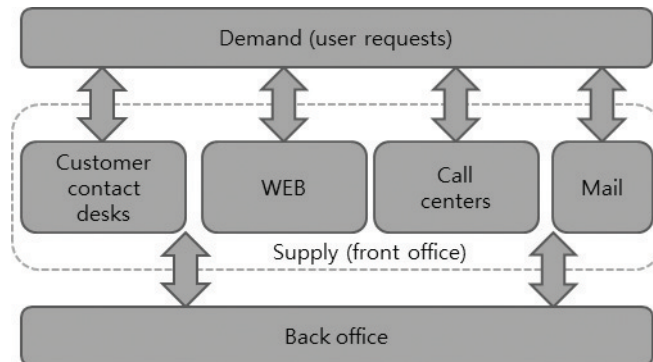 Demand (user requests)
Customer
contact
desks
WEB
Call
centers
Mail
Supply (front office)
Back office